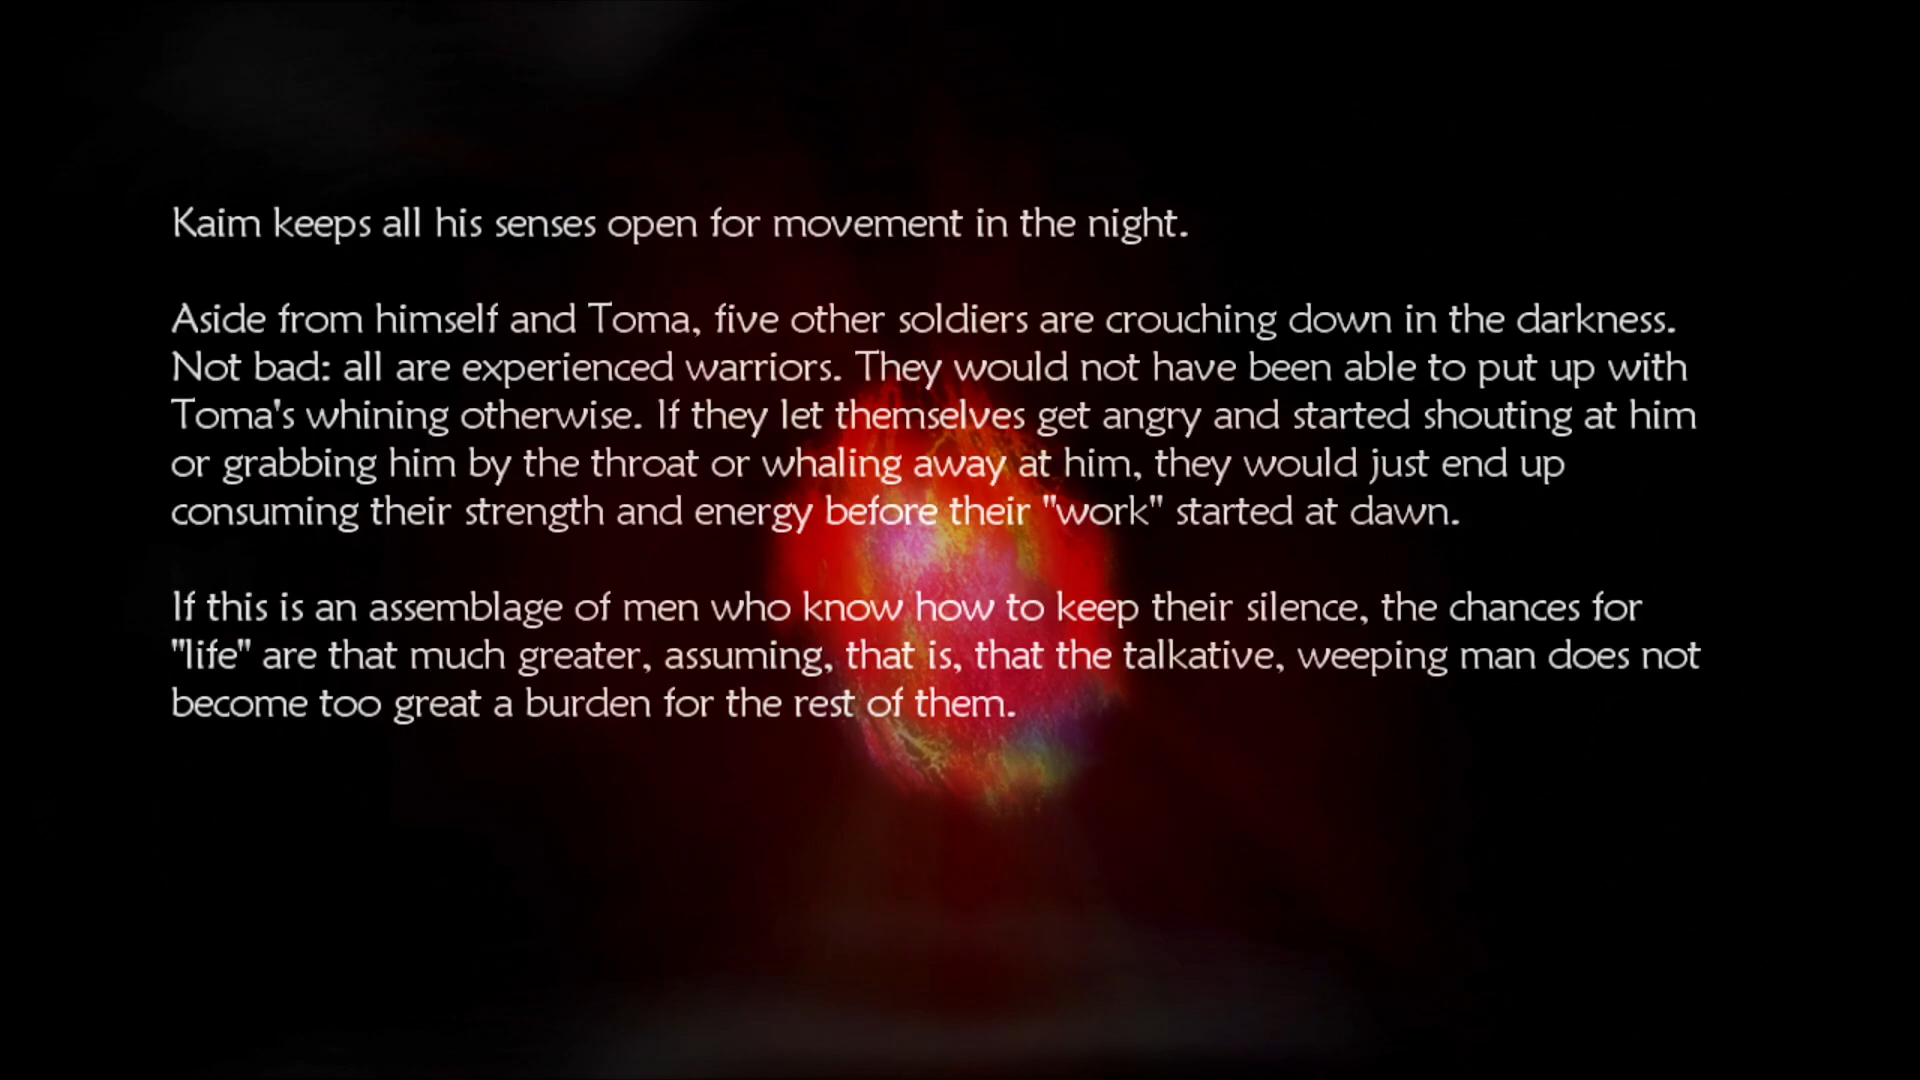 Kaim keeps all his senses open for movement in the night.
Aside from himself and Toma, five other soldiers are crouching down in the darkness.
Not bad: all are experienced warriors. They would not have been able to put up with
Toma's whining otherwise. If they let themselves get angry and started shouting at him
or grabbing him by the throat or whaling away at him, they would just end up
consuming their strength and energy before their "work" started at dawn.
If this is an assemblage of men who know how to keep their silence, the chances for
"life" are that much greater, assuming, that is, that the talkative, weeping man does not
become too great a burden for the rest of them.